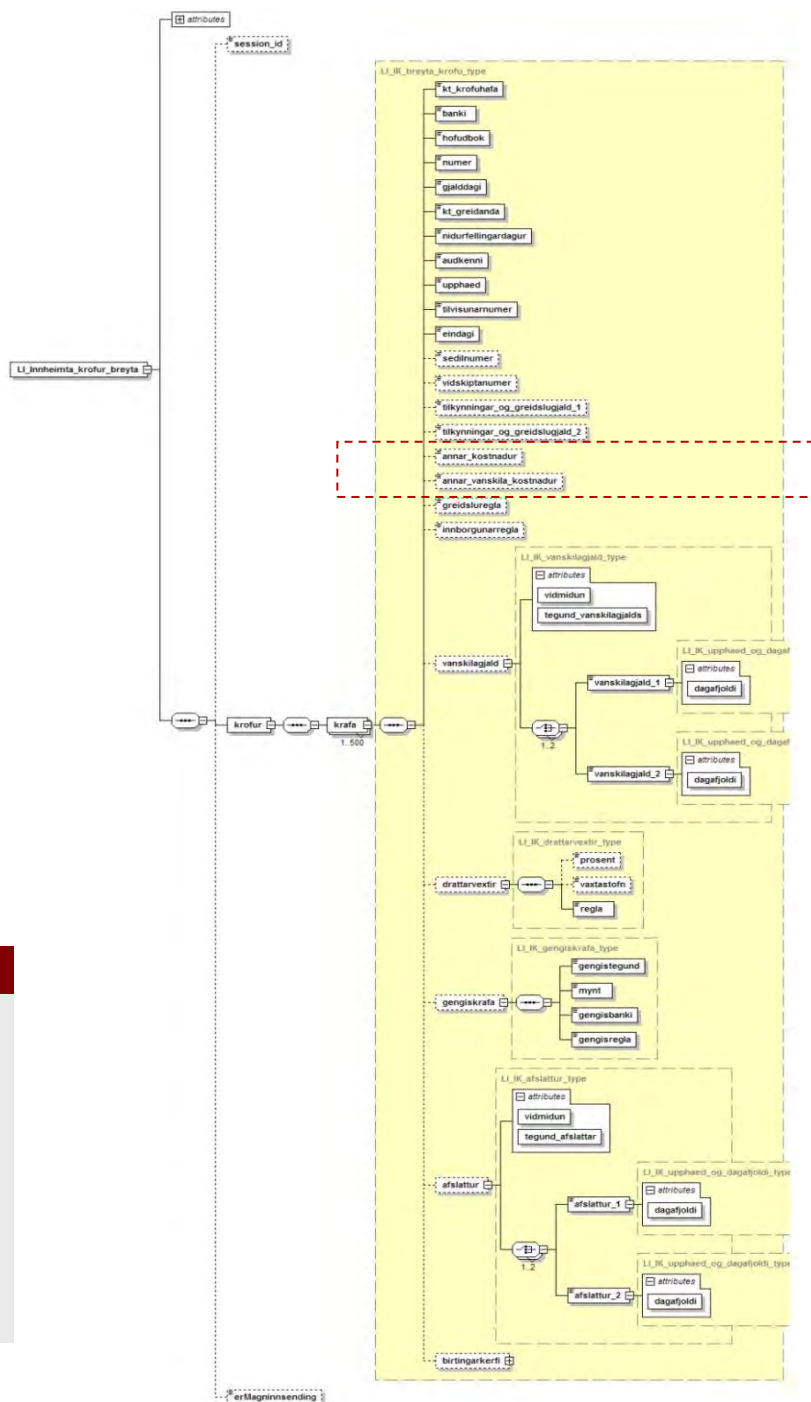 attributes
session_id
LI_IK_breyta_krofu_type
kt_krofuhafa
banki
hofudbok
numer
gjalddagi
kt_greidanda
nidurfellingardagur
audkenni
upphaed
tilvisunarnumer
eindagi
LI_Innheimta_krofur_breyta
sedilnumer
vidskiptanumer
tilkynningar_og_greidslugjald_1
tilkynningar_og_greidslugjald_2
annar_kostnadur
annar_vanskila_kostnadur
greidsluregla
innborgunarregla
LI_IK_vanskilagjald_type
attributes
vidmidun
tegund_vanskilagjalds
vanskilagjald
LI_IK_upphaed_og_dagaf
attributes
vanskilagjald_1
dagafjoldi
krofur
krafa
1..500
1..2
LI_IK_upphaed_og_dagaf
attributes
vanskilagjald_2
dagafjoldi
LI_IK_drattarvextir_type
prosent
drattarvextir
vaxtastofn
regla
LI_IK_gengiskrafa_type
gengistegund
gengiskrafa
mynt
gengisbanki
gengisregla
LI_IK_afslattur_type
attributes
vidmidun
tegund_afslattar
LI_IK_upphaed_og_dagafjoldi_type
attributes
afslattur
afslattur_1
dagafjoldi
1..2
LI_IK_upphaed_og_dagafjoldi_type
attributes
afslattur_2
dagafjoldi
birtingarkerfi
erMagninnsending